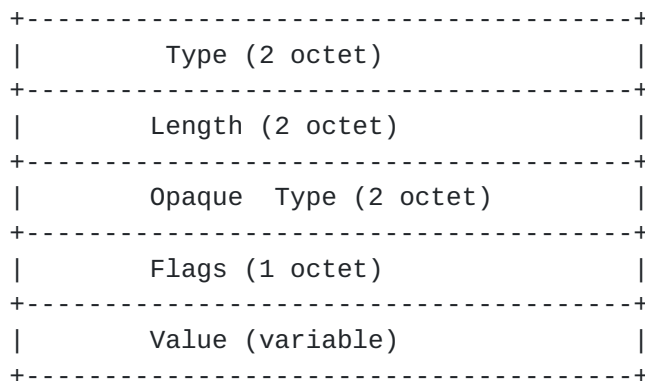 +---------------------------------------+
|         Type (2 octet)                |
+---------------------------------------+
|        Length (2 octet)               |
+---------------------------------------+
|        Opaque  Type (2 octet)         |
+---------------------------------------+
|        Flags (1 octet)                |
+---------------------------------------+
|        Value (variable)               |
+---------------------------------------+